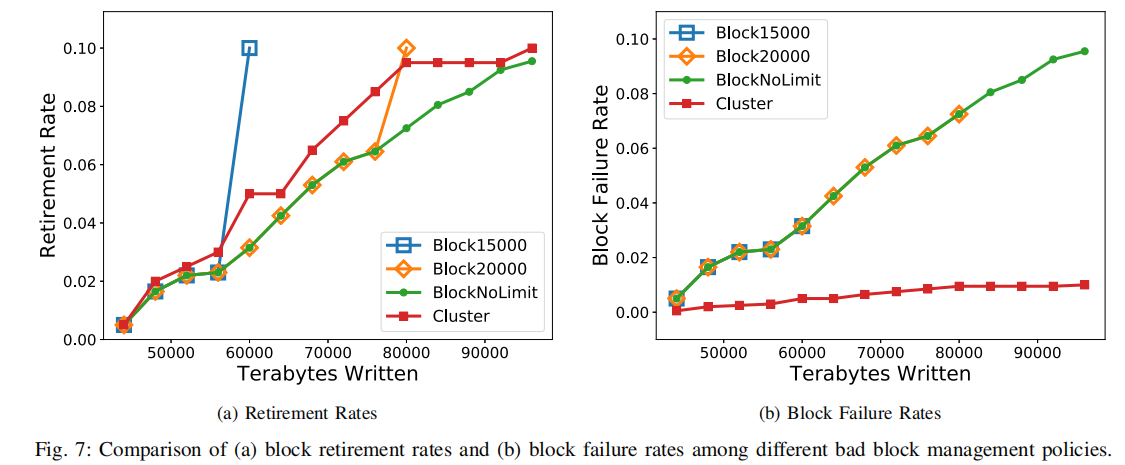 0.10
0.08
0.06
0.04
0.02
0.00
Retirement Rate
50000 60000 70000 80000 90000
Terabytes Written
Block15000
Block20000
BlockNoLimit
Cluster
(a) Retirement Rates
0.10
0.08
0.06
0.04
0.02
0.00
Block Failure Rate
50000 60000 70000 80000 90000
Terabytes Written
Block15000
Block20000
BlockNoLimit
Cluster
(b) Block Failure Rates
Fig. 7: Comparison of (a) block retirement rates and (b) block failure rates among different bad block management policies.